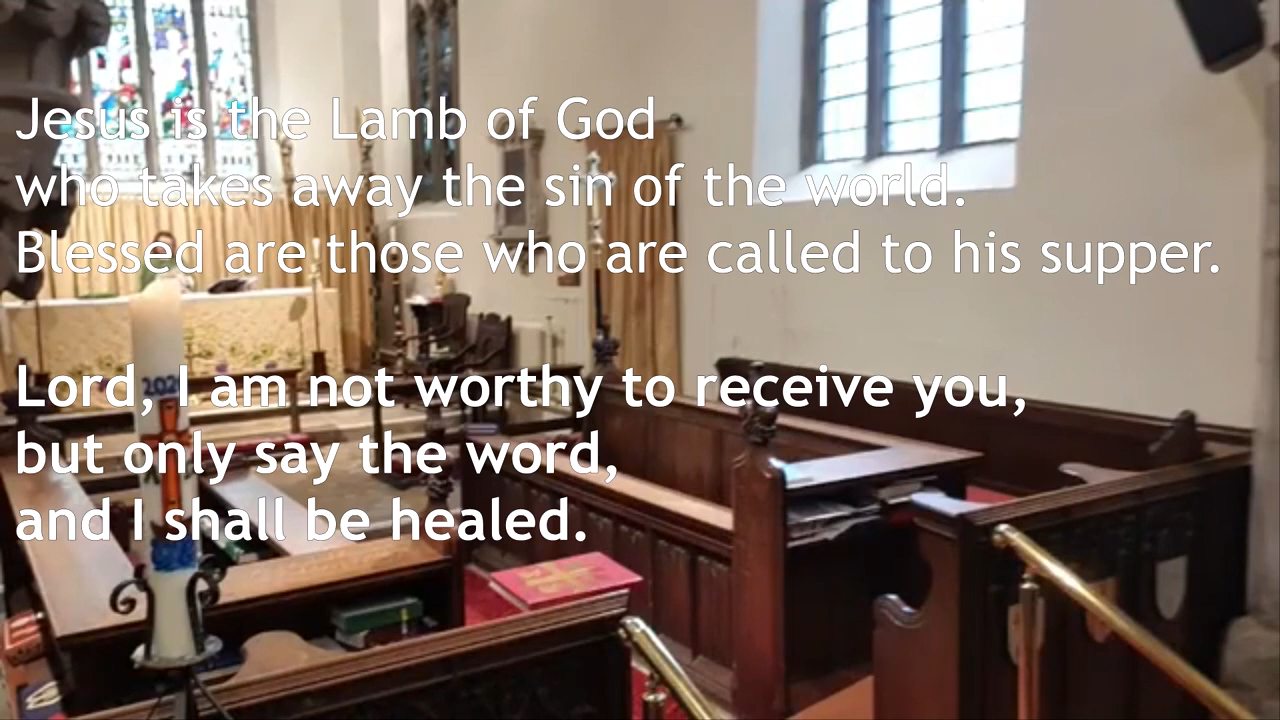 Jesus is the Lamb of God
who takes away the sin of the world.
Blessed are those who are called to his supper.
Lord, I am not worthy to receive you,
but only say the word,
and I shall be healed.